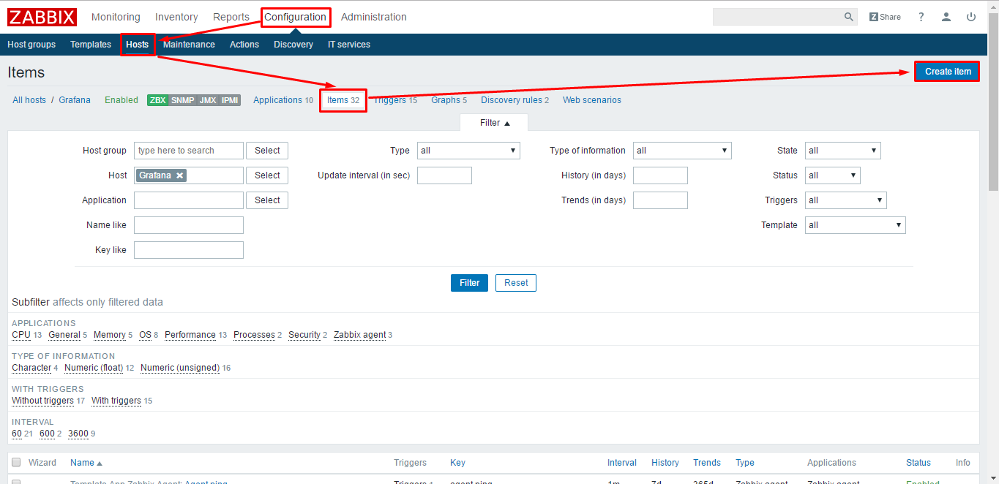 ZABBIX Monitoring Inventory Reports Configuration Administration Z Share ?
Host groups Templates Hosts Maintenance Actions Discovery IT services
Items Create item
All hosts / Grafana Enabled ZBX SNMP JMX IPMI Applications 10 Items 32 Triggers 15 Graphs 5 Discovery rules 2 Web scenarios
Filter ▲
Host group type here to search Select Type all Type of information all State all
Host Grafana Select Update interval (in sec) History (in days) Status all
Application Select Trends (in days) Triggers all
Name like Template all
Key like
Filter Reset
Subfilter affects only filtered data
APPLICATIONS
CPU 13 General 5 Memory 5 OS 8 Performance 13 Processes 2 Security 2 Zabbix agent 3
TYPE OF INFORMATION
Character 4 Numeric (float) 12 Numeric (unsigned) 16
WITH TRIGGERS
Without triggers 17 With triggers 15
INTERVAL
60 21 600 2 3600 9
Wizard Name ▲ Triggers Key Interval History Trends Type Applications Status Info
Template App Zabbix Agent: Agent ping Triggers 1 agent.ping 1m 7d 365d Zabbix agent Zabbix agent Enabled